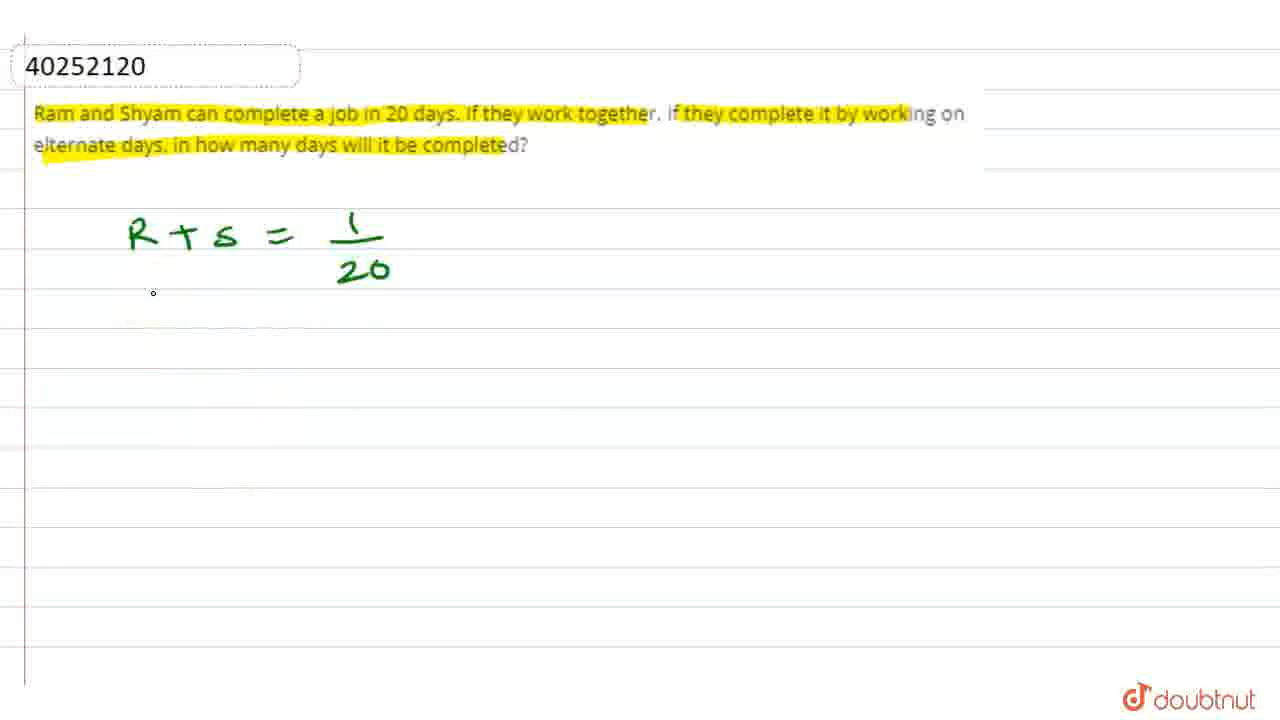 40252120
Ram and Shyam can complete a job in 20 days. If they work together. If they complete it by working on
elternate days, in how many days will it be completed?
R + S = 1/20
doubtnut